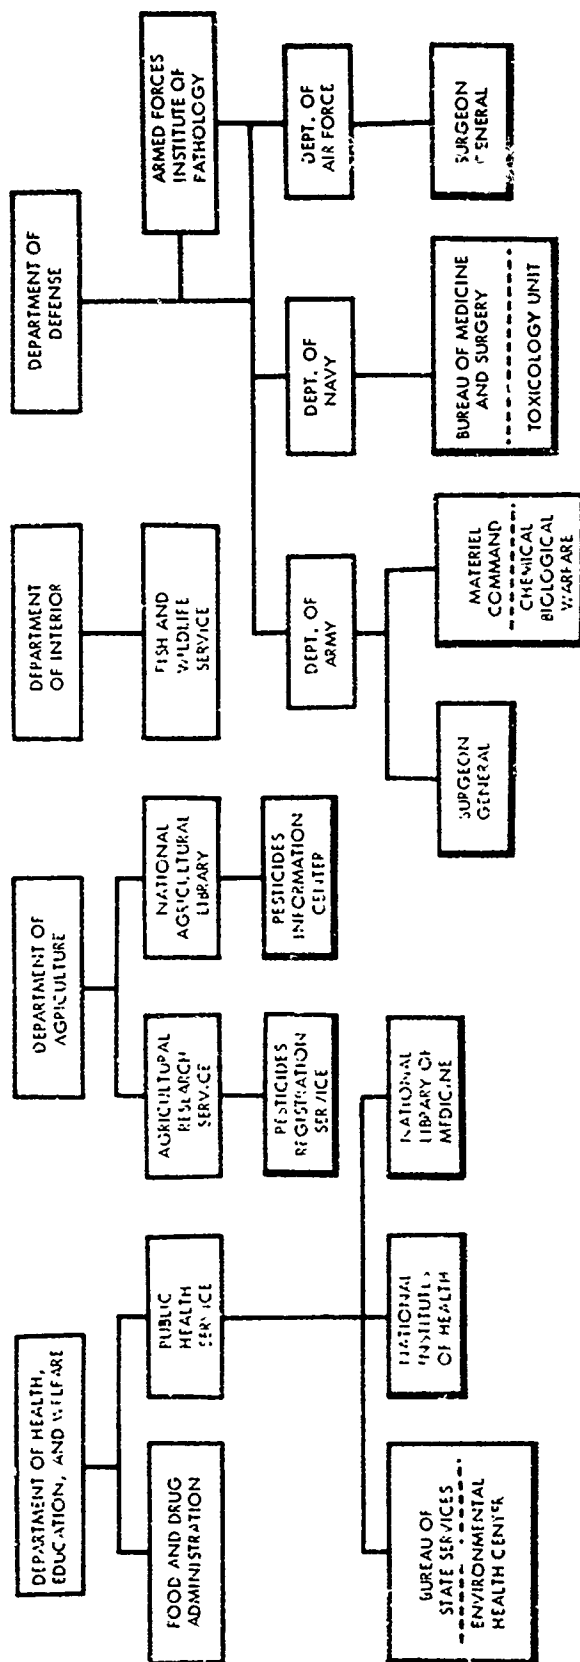 DEPARTMENT OF HEALTH,
EDUCATION, AND WELFARE
FOOD AND DRUG
ADMINISTRATION
PUBLIC
HEALTH
SERVICE
BUREAU OF
STATE SERVICES
ENVIRONMENTAL
HEALTH CENTER
NATIONAL
INSTITUTES
OF HEALTH
NATIONAL
LIBRARY OF
MEDICINE
DEPARTMENT OF
AGRICULTURE
AGRICULTURAL
RESEARCH
SERVICE
NATIONAL
AGRICULTURAL
LIBRARY
PESTICIDES
REGISTRATION
SERVICE
PESTICIDES
INFORMATION
CENTER
DEPARTMENT
OF INTERIOR
FISH AND
WILDLIFE
SERVICE
DEPARTMENT OF
DEFENSE
ARMED FORCES
INSTITUTE OF
PATHOLOGY
DEPT. OF
ARMY
DEPT. OF
NAVY
DEPT. OF
AIR FORCE
SURGEON
GENERAL
MATERIEL
COMMAND
CHEMICAL
BIOLOGICAL
WARFARE
BUREAU OF MEDICINE
AND SURGERY
TOXICOLOGY UNIT
SURGEON
GENERAL